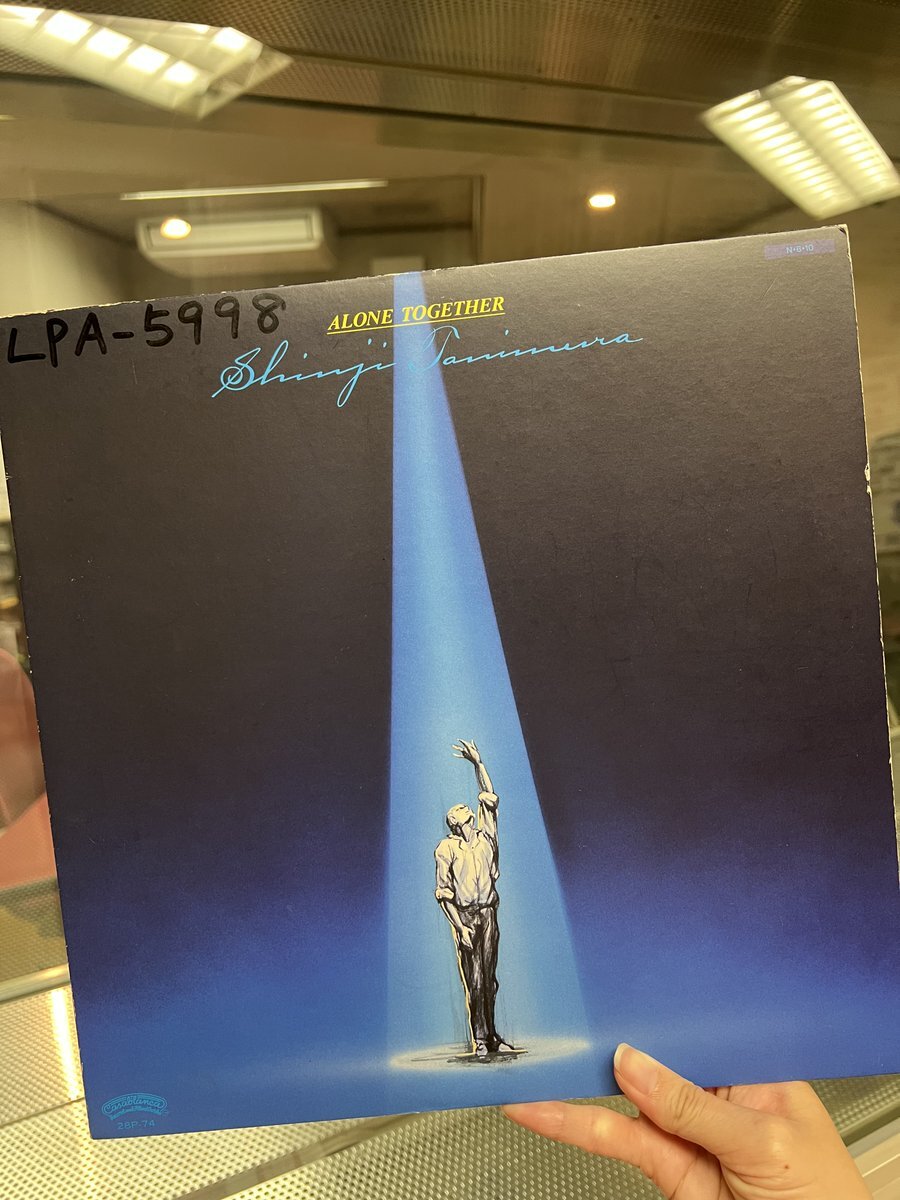 N·B·10
ALONE TOGETHER
LPA-5998
Shinji Tanimura
Casablanca
28P-74